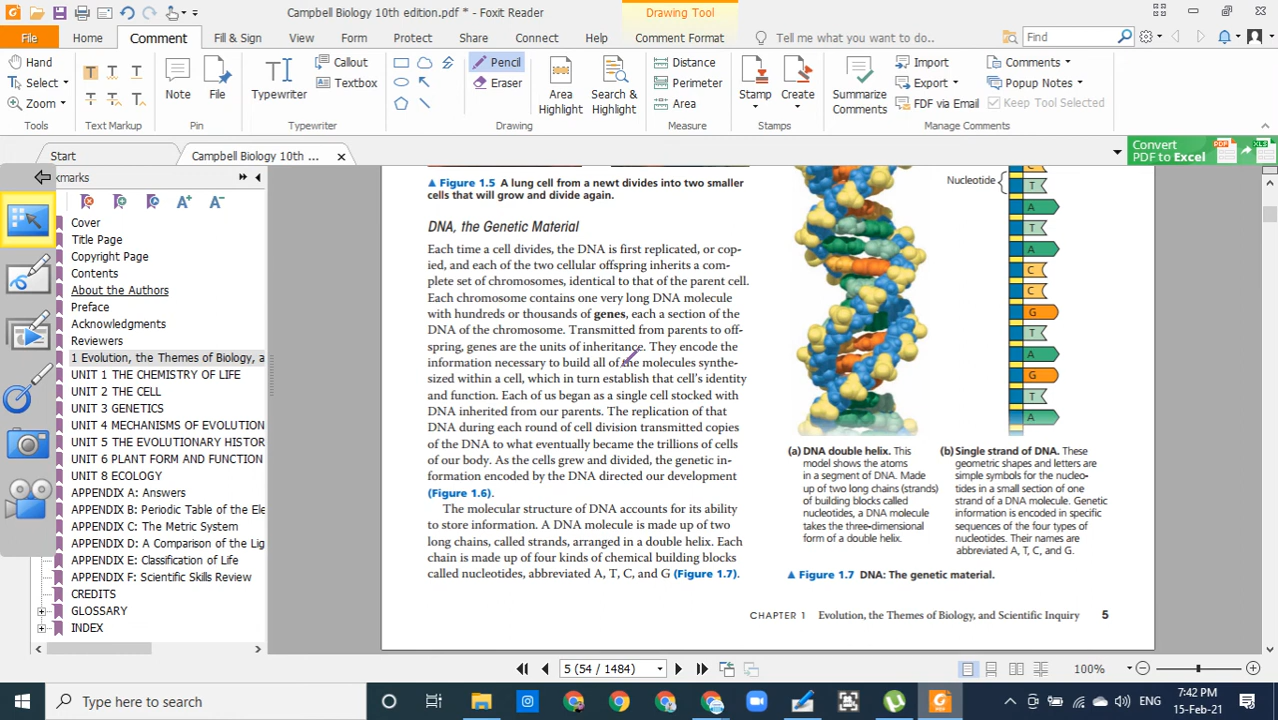 Campbell Biology 10th edition.pdf * - Foxit Reader
Drawing Tool
File Home Comment Fill & Sign View Form Protect Share Connect Help Comment Format Tell me what you want to do.. Find
Hand
Select
Zoom
Tools
Text Markup
Note
File
Pin
Typewriter
Callout
Textbox
Typewriter
Pencil
Eraser
Drawing
Area Highlight
Search & Highlight
Distance
Perimeter
Area
Measure
Stamp
Create
Stamps
Summarize Comments
Import
Export
FDF via Email
Comments
Popup Notes
Keep Tool Selected
Manage Comments
Start
Campbell Biology 10th ...
Convert
PDF to Excel
kmarks
Cover
Title Page
Copyright Page
Contents
About the Authors
Preface
Acknowledgments
Reviewers
1 Evolution, the Themes of Biology, a
UNIT 1 THE CHEMISTRY OF LIFE
UNIT 2 THE CELL
UNIT 3 GENETICS
UNIT 4 MECHANISMS OF EVOLUTION
UNIT 5 THE EVOLUTIONARY HISTOR
UNIT 6 PLANT FORM AND FUNCTION
UNIT 8 ECOLOGY
APPENDIX A: Answers
APPENDIX B: Periodic Table of the Ele
APPENDIX C: The Metric System
APPENDIX D: A Comparison of the Lig
APPENDIX E: Classification of Life
APPENDIX F: Scientific Skills Review
CREDITS
GLOSSARY
INDEX
▲ Figure 1.5 A lung cell from a newt divides into two smaller
cells that will grow and divide again.
DNA, the Genetic Material
Each time a cell divides, the DNA is first replicated, or cop-
ied, and each of the two cellular offspring inherits a com-
plete set of chromosomes, identical to that of the parent cell.
Each chromosome contains one very long DNA molecule
with hundreds or thousands of genes, each a section of the
DNA of the chromosome. Transmitted from parents to off-
spring, genes are the units of inheritance. They encode the
information necessary to build all of the molecules synthe-
sized within a cell, which in turn establish that cell's identity
and function. Each of us began as a single cell stocked with
DNA inherited from our parents. The replication of that
DNA during each round of cell division transmitted copies
of the DNA to what eventually became the trillions of cells
of our body. As the cells grew and divided, the genetic in-
formation encoded by the DNA directed our development
(Figure 1.6).
The molecular structure of DNA accounts for its ability
to store information. A DNA molecule is made up of two
long chains, called strands, arranged in a double helix. Each
chain is made up of four kinds of chemical building blocks
called nucleotides, abbreviated A, T, C, and G (Figure 1.7).
Nucleotide
T
A
T
A
C
C
G
T
A
G
T
A
(a) DNA double helix. This
model shows the atoms
in a segment of DNA. Made
up of two long chains (strands)
of building blocks called
nucleotides, a DNA molecule
takes the three-dimensional
form of a double helix.
(b) Single strand of DNA. These
geometric shapes and letters are
simple symbols for the nucleo-
tides in a small section of one
strand of a DNA molecule. Genetic
information is encoded in specific
sequences of the four types of
nucleotides. Their names are
abbreviated A, T, C, and G.
▲ Figure 1.7 DNA: The genetic material.
CHAPTER 1 Evolution, the Themes of Biology, and Scientific Inquiry 5
5 (54 / 1484)
100%
Type here to search
ENG
7:42 PM
15-Feb-21